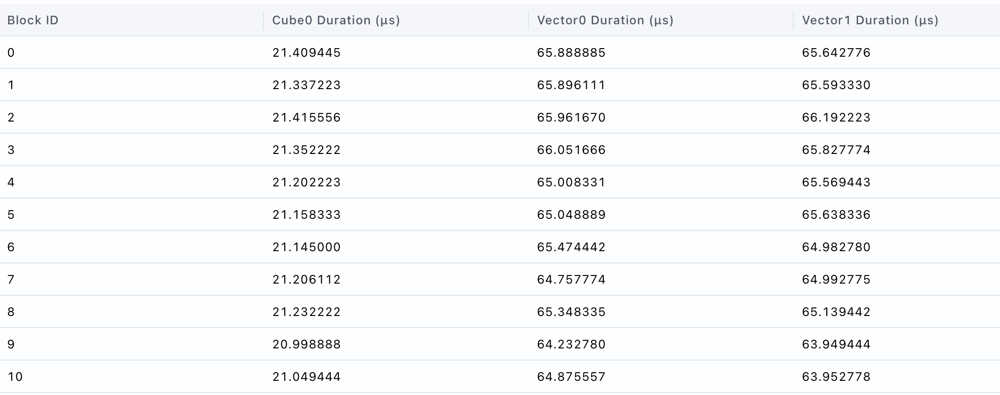 Block ID Cube0 Duration (μs) Vector0 Duration (μs) Vector1 Duration (μs)
0 21.409445 65.888885 65.642776
1 21.337223 65.896111 65.593330
2 21.415556 65.961670 66.192223
3 21.352222 66.051666 65.827774
4 21.202223 65.008331 65.569443
5 21.158333 65.048889 65.638336
6 21.145000 65.474442 64.982780
7 21.206112 64.757774 64.992775
8 21.232222 65.348335 65.139442
9 20.998888 64.232780 63.949444
10 21.049444 64.875557 63.952778